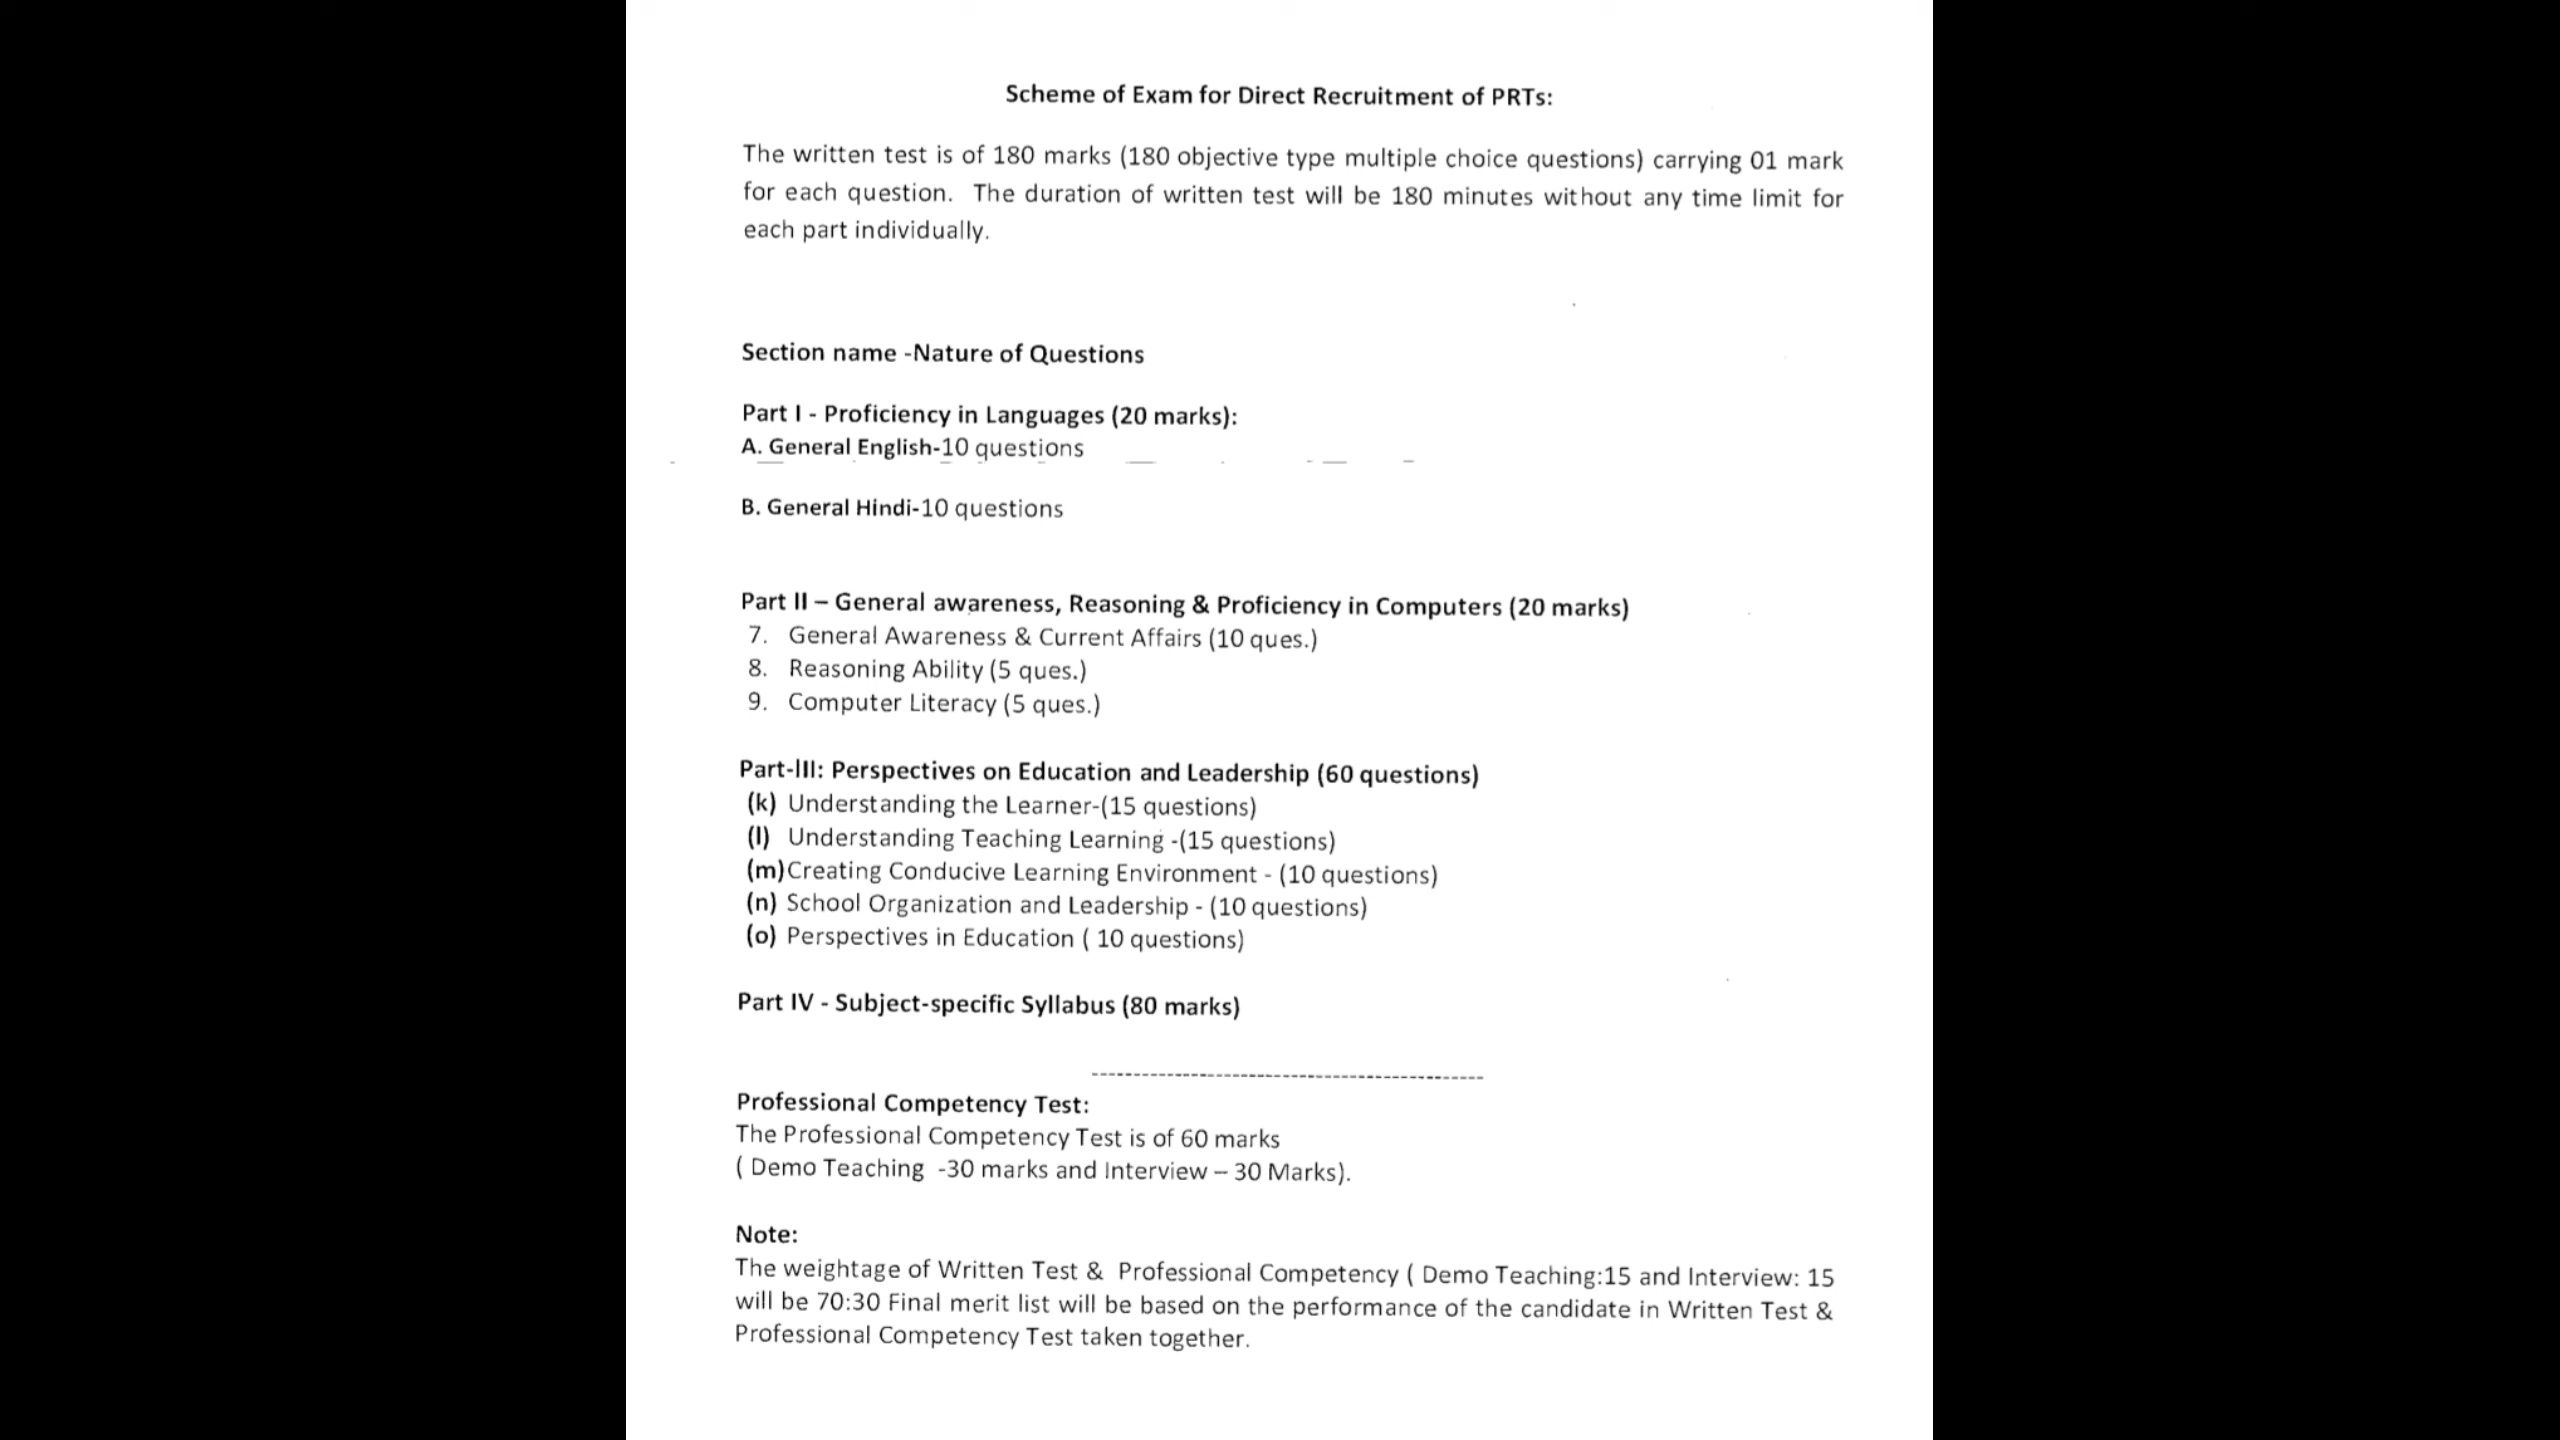 Scheme of Exam for Direct Recruitment of PRTs:
The written test is of 180 marks (180 objective type multiple choice questions) carrying 01 mark
for each question. The duration of written test will be 180 minutes without any time limit for
each part individually.
Section name -Nature of Questions
Part I - Proficiency in Languages (20 marks):
A. General English-10 questions
B. General Hindi-10 questions
Part II – General awareness, Reasoning & Proficiency in Computers (20 marks)
7. General Awareness & Current Affairs (10 ques.)
8. Reasoning Ability (5 ques.)
9. Computer Literacy (5 ques.)
Part-III: Perspectives on Education and Leadership (60 questions)
(k) Understanding the Learner-(15 questions)
(l) Understanding Teaching Learning -(15 questions)
(m)Creating Conducive Learning Environment - (10 questions)
(n) School Organization and Leadership - (10 questions)
(o) Perspectives in Education ( 10 questions)
Part IV - Subject-specific Syllabus (80 marks)
-----------------------------------------------
Professional Competency Test:
The Professional Competency Test is of 60 marks
( Demo Teaching -30 marks and Interview – 30 Marks).
Note:
The weightage of Written Test & Professional Competency ( Demo Teaching:15 and Interview: 15
will be 70:30 Final merit list will be based on the performance of the candidate in Written Test &
Professional Competency Test taken together.